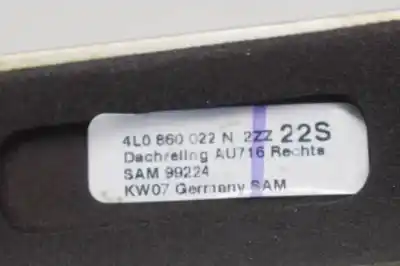 4L0 860 022 N 2ZZ 22S
Dachreling AU716 Rechts
SAM 99224
KW07 Germany SAM